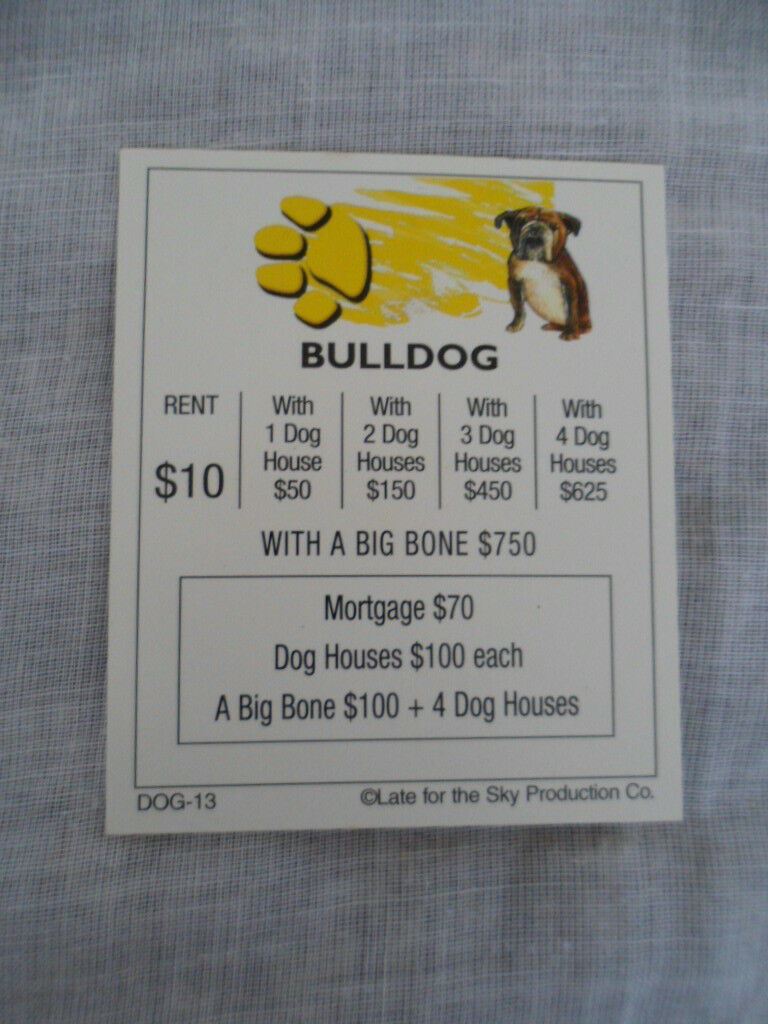 BULLDOG
RENT
$10
With
1 Dog
House
$50
With
2 Dog
Houses
$150
With
3 Dog
Houses
$450
With
4 Dog
Houses
$625
WITH A BIG BONE $750
Mortgage $70
Dog Houses $100 each
A Big Bone $100 + 4 Dog Houses
DOG-13
©Late for the Sky Production Co.